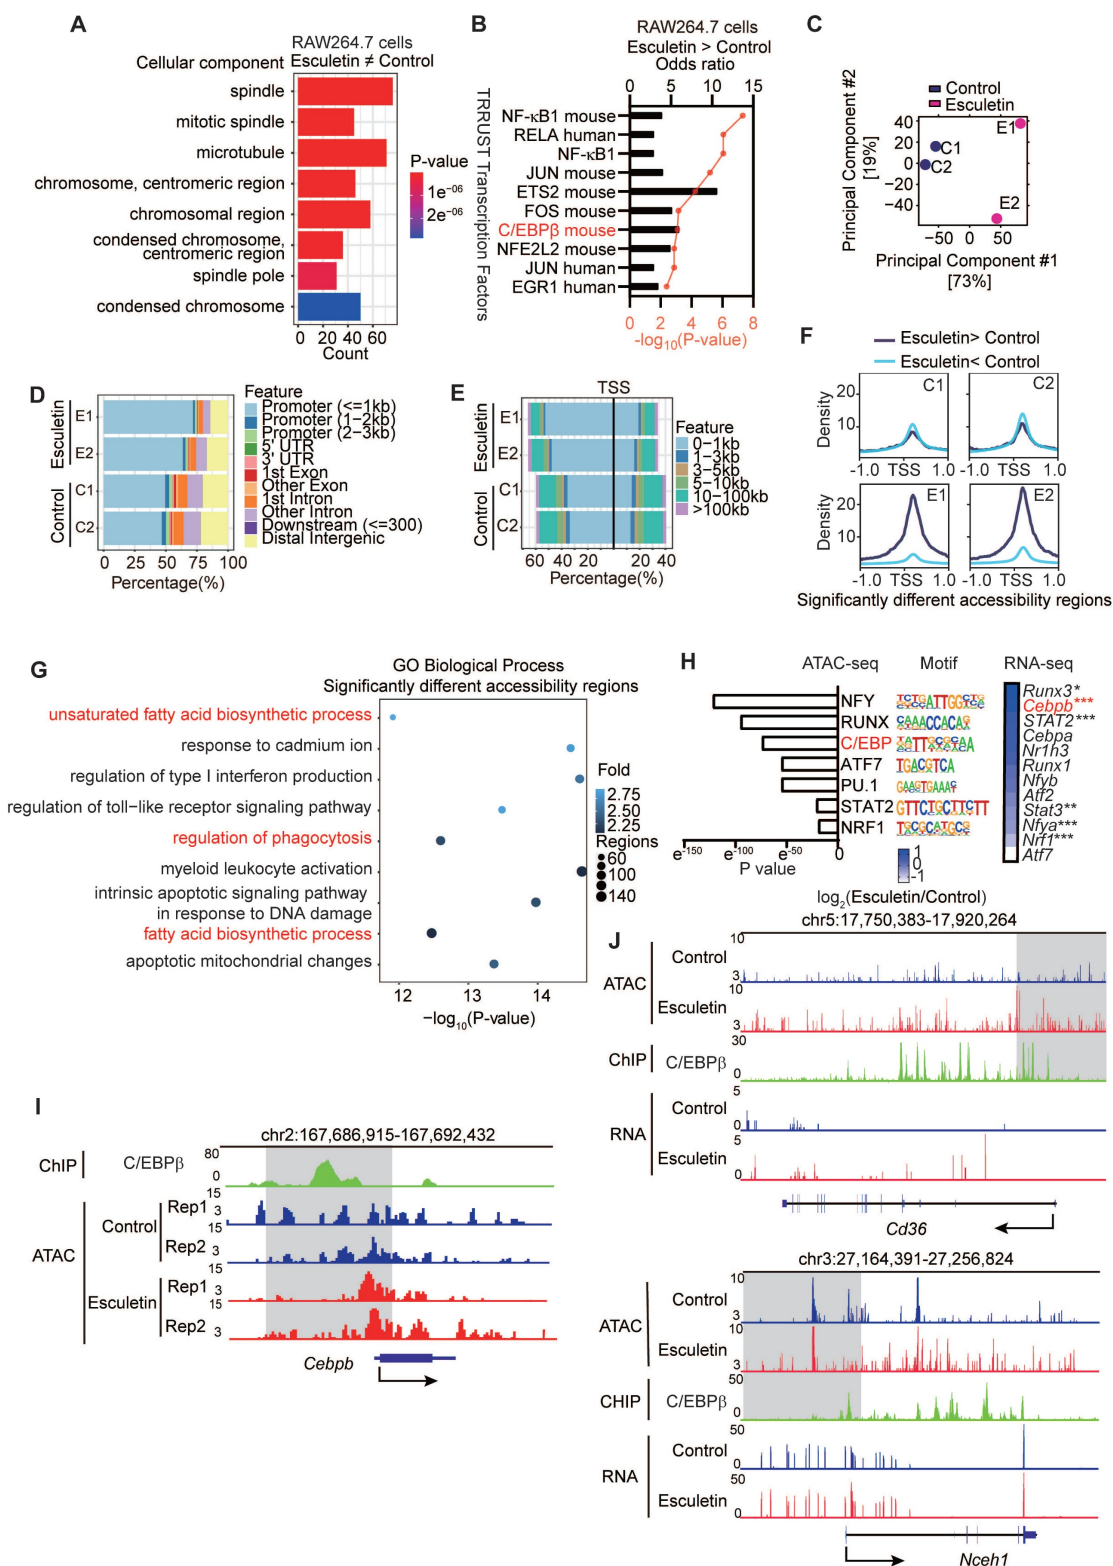 A
RAW264.7 cells
Cellular component Esculetin ≠ Control
spindle
mitotic spindle
microtubule
chromosome, centromeric region
chromosomal region
condensed chromosome,
centromeric region
spindle pole
condensed chromosome
0 20 40 60
Count
P-value
1e⁻⁰⁶
2e⁻⁰⁶
B
RAW264.7 cells
Esculetin > Control
Odds ratio
0 5 10 15
TRRUST Transcription Factors
NF-κB1 mouse
RELA human
NF-κB1
JUN mouse
ETS2 mouse
FOS mouse
C/EBPβ mouse
NFE2L2 mouse
JUN human
EGR1 human
0 2 4 6 8
-log₁₀(P-value)
C
Control
Esculetin
Principal Component #2
[19%]
40
20
0
−20
−40
E1
C1
C2
E2
−50 0 50
Principal Component #1
[73%]
D
Esculetin
Control
E1
E2
C1
C2
0 25 50 75 100
Percentage(%)
Feature
Promoter (<=1kb)
Promoter (1−2kb)
Promoter (2−3kb)
5' UTR
3' UTR
1st Exon
Other Exon
1st Intron
Other Intron
Downstream (<=300)
Distal Intergenic
E
TSS
Esculetin
Control
E1
E2
C1
C2
60 40 20 20 40
Percentage(%)
Feature
0−1kb
1−3kb
3−5kb
5−10kb
10−100kb
>100kb
F
Esculetin> Control
Esculetin< Control
Density
20
10
C1
C2
-1.0 TSS 1.0
-1.0 TSS 1.0
Density
20
10
E1
E2
-1.0 TSS 1.0
-1.0 TSS 1.0
Significantly different accessibility regions
G
GO Biological Process
Significantly different accessibility regions
unsaturated fatty acid biosynthetic process
response to cadmium ion
regulation of type I interferon production
regulation of toll−like receptor signaling pathway
regulation of phagocytosis
myeloid leukocyte activation
intrinsic apoptotic signaling pathway
in response to DNA damage
fatty acid biosynthetic process
apoptotic mitochondrial changes
12 13 14
−log₁₀(P-value)
Fold
2.75
2.50
2.25
Regions
60
100
140
H
ATAC-seq Motif RNA-seq
NFY
RUNX
C/EBP
ATF7
PU.1
STAT2
NRF1
e⁻¹⁵⁰ e⁻¹⁰⁰ e⁻⁵⁰ 0
P value
1
0
-1
log₂(Esculetin/Control)
Runx3*
Cebpb***
STAT2***
Cebpa
Nr1h3
Runx1
Nfyb
Atf2
Stat3**
Nfya***
Nrf1***
Atf7
I
chr2:167,686,915-167,692,432
ChIP
C/EBPβ
80
0
ATAC
Control
Rep1
15
3
Rep2
15
3
Esculetin
Rep1
15
3
Rep2
15
3
Cebpb
J
chr5:17,750,383-17,920,264
ATAC
Control
10
3
Esculetin
10
3
ChIP
C/EBPβ
30
0
RNA
Control
5
0
Esculetin
5
0
Cd36
chr3:27,164,391-27,256,824
ATAC
Control
10
3
Esculetin
10
3
CHIP
C/EBPβ
50
0
RNA
Control
50
0
Esculetin
50
0
Nceh1